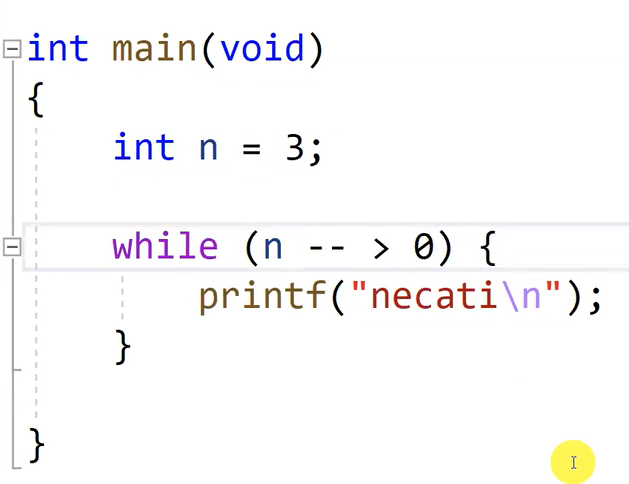 int main(void)
{
int n = 3;
while (n -- > 0) {
printf("necati\n");
}
}